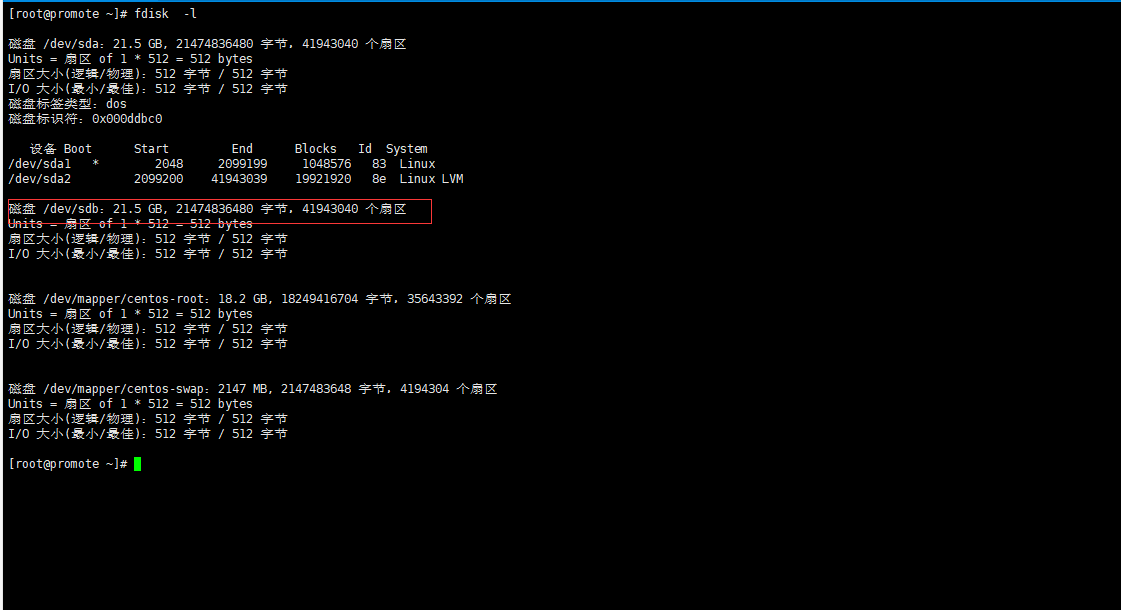 [root@promote ~]# fdisk  -l
磁盘 /dev/sda：21.5 GB, 21474836480 字节，41943040 个扇区
Units = 扇区 of 1 * 512 = 512 bytes
扇区大小(逻辑/物理)：512 字节 / 512 字节
I/O 大小(最小/最佳)：512 字节 / 512 字节
磁盘标签类型：dos
磁盘标识符：0x000ddbc0
   设备 Boot      Start         End      Blocks   Id  System
/dev/sda1   *        2048     2099199     1048576   83  Linux
/dev/sda2         2099200    41943039    19921920   8e  Linux LVM
磁盘 /dev/sdb：21.5 GB, 21474836480 字节，41943040 个扇区
Units = 扇区 of 1 * 512 = 512 bytes
扇区大小(逻辑/物理)：512 字节 / 512 字节
I/O 大小(最小/最佳)：512 字节 / 512 字节
磁盘 /dev/mapper/centos-root：18.2 GB, 18249416704 字节，35643392 个扇区
Units = 扇区 of 1 * 512 = 512 bytes
扇区大小(逻辑/物理)：512 字节 / 512 字节
I/O 大小(最小/最佳)：512 字节 / 512 字节
磁盘 /dev/mapper/centos-swap：2147 MB, 2147483648 字节，4194304 个扇区
Units = 扇区 of 1 * 512 = 512 bytes
扇区大小(逻辑/物理)：512 字节 / 512 字节
I/O 大小(最小/最佳)：512 字节 / 512 字节
[root@promote ~]#